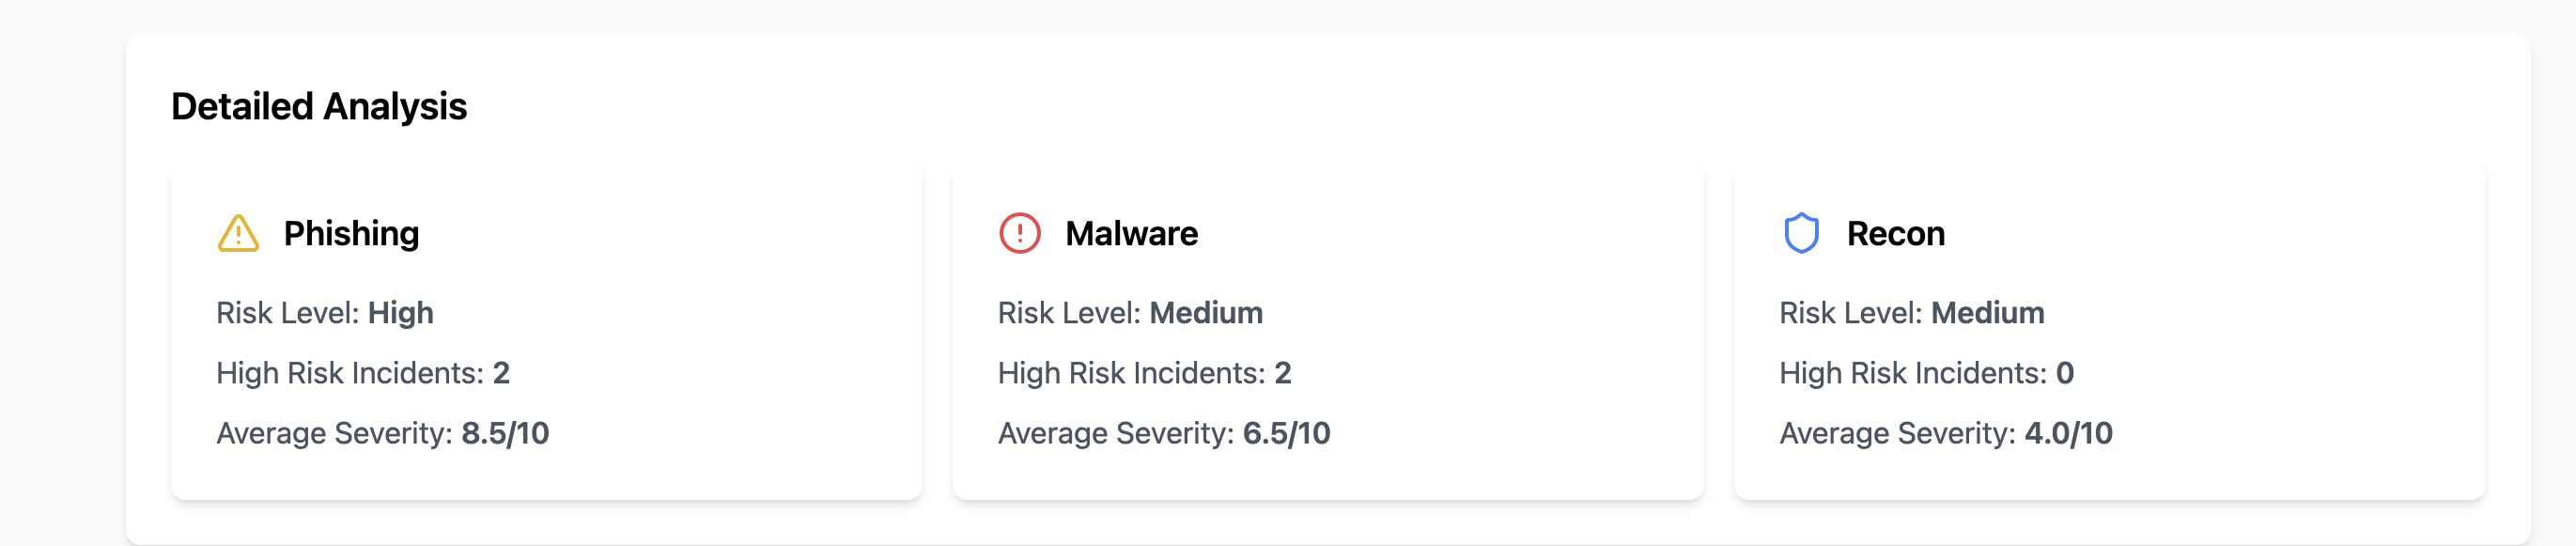 Detailed Analysis
Phishing
Risk Level: High
High Risk Incidents: 2
Average Severity: 8.5/10
Malware
Risk Level: Medium
High Risk Incidents: 2
Average Severity: 6.5/10
Recon
Risk Level: Medium
High Risk Incidents: 0
Average Severity: 4.0/10